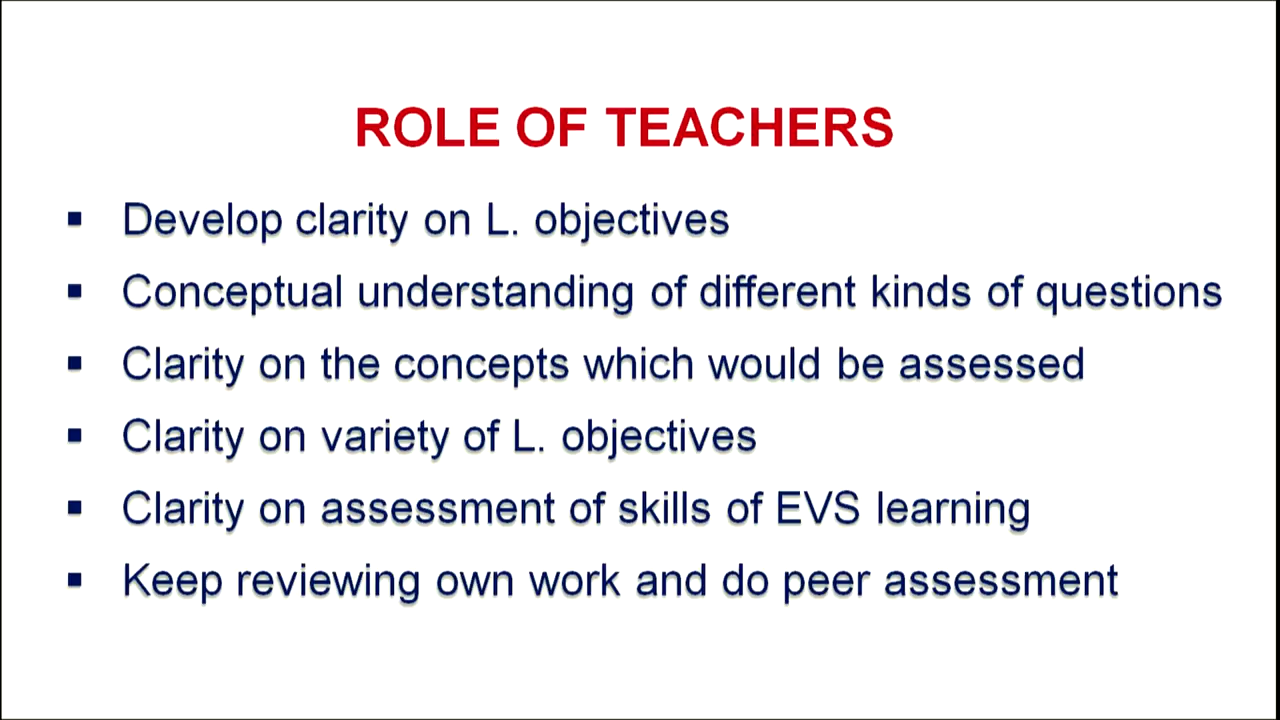 ROLE OF TEACHERS
▪ Develop clarity on L. objectives
▪ Conceptual understanding of different kinds of questions
▪ Clarity on the concepts which would be assessed
▪ Clarity on variety of L. objectives
▪ Clarity on assessment of skills of EVS learning
▪ Keep reviewing own work and do peer assessment